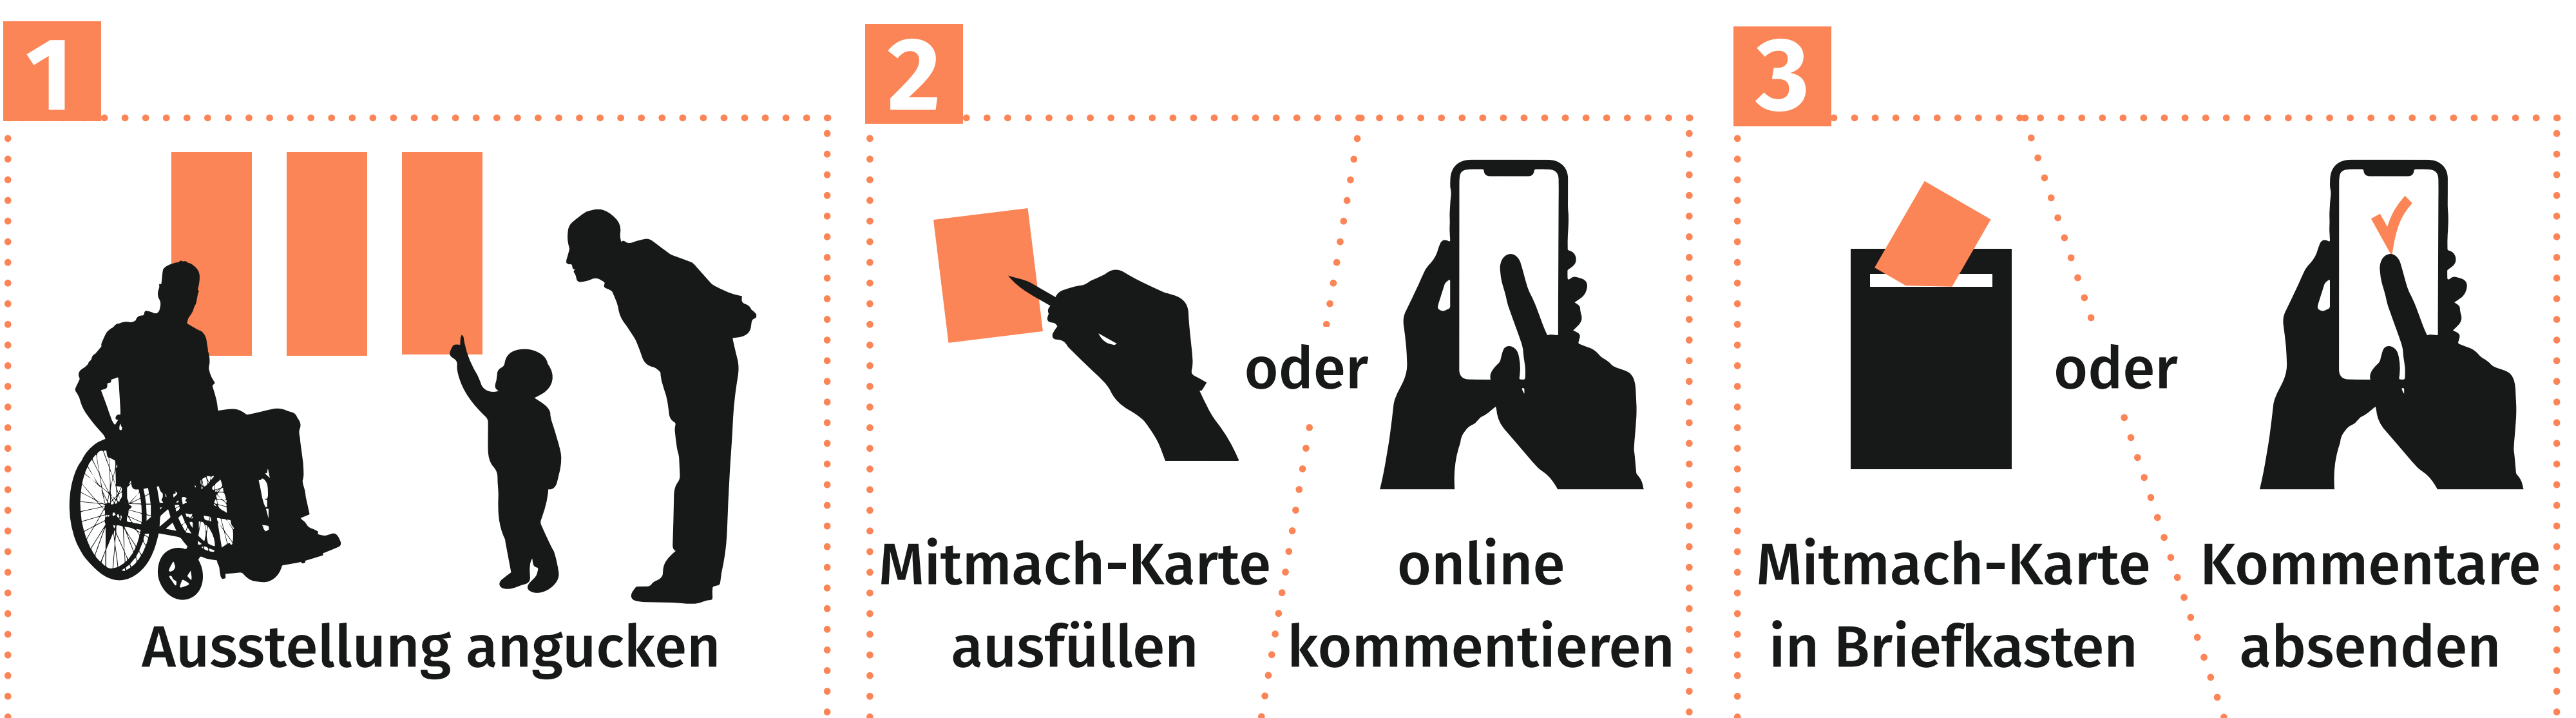 1
Ausstellung angucken
2
Mitmach-Karte
ausfüllen
oder
online
kommentieren
3
Mitmach-Karte
in Briefkasten
oder
Kommentare
absenden